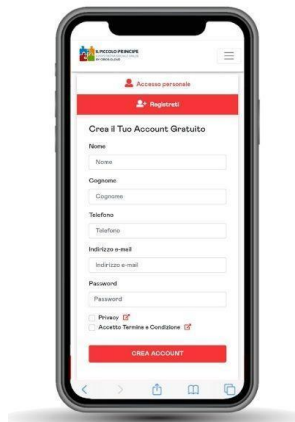 IL PICCOLO PRINCIPE
Accesso personale
Registrati
Crea il Tuo Account Gratuito
Nome
Nome
Cognome
Cognome
Telefono
Telefono
Indirizzo e-mail
Indirizzo e-mail
Password
Password
Privacy
Accetto Termine e Condizione
CREA ACCOUNT